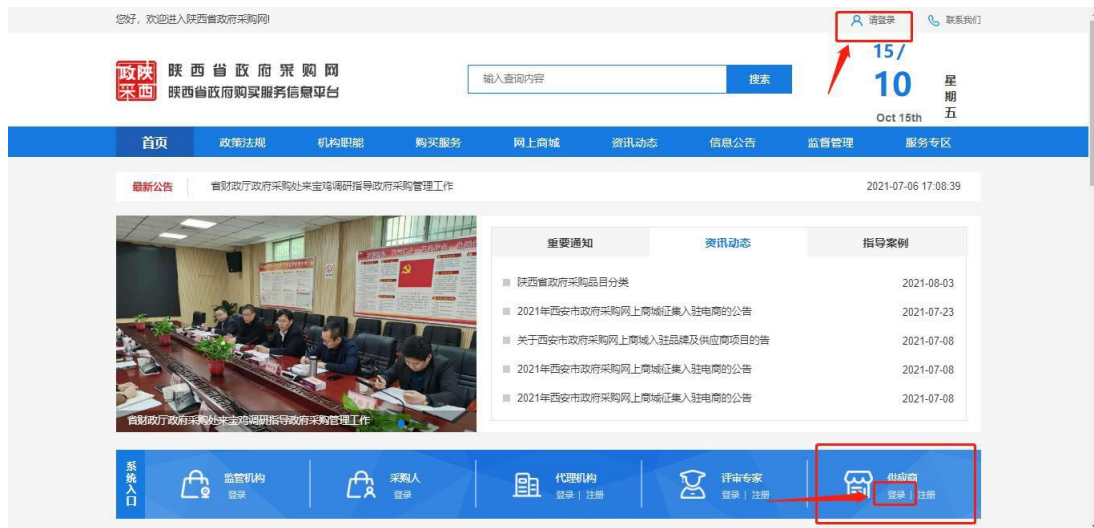 您好，欢迎进入陕西省政府采购网!
请登录 联系我们
政陕 采西
陕西省政府采购网
陕西省政府购买服务信息平台
输入查询内容 搜索
15/
10
Oct 15th
星期五
首页 政策法规 机构职能 购买服务 网上商城 资讯动态 信息公告 监督管理 服务专区
最新公告 省财政厅政府采购处来宝鸡调研指导政府采购管理工作 2021-07-06 17:08:39
省财政厅政府采购处来宝鸡调研指导政府采购管理工作
重要通知 资讯动态 指导案例
陕西省政府采购品目分类 2021-08-03
2021年西安市政府采购网上商城征集入驻电商的公告 2021-07-23
关于西安市政府采购网上商城入驻品牌及供应商项目的告 2021-07-08
2021年西安市政府采购网上商城征集入驻电商的公告 2021-07-08
2021年西安市政府采购网上商城征集入驻电商的公告 2021-07-08
系统入口
监管机构 采购人 代理机构 评审专家 供应商
登录 登录 登录 | 注册 登录 | 注册 登录 | 注册